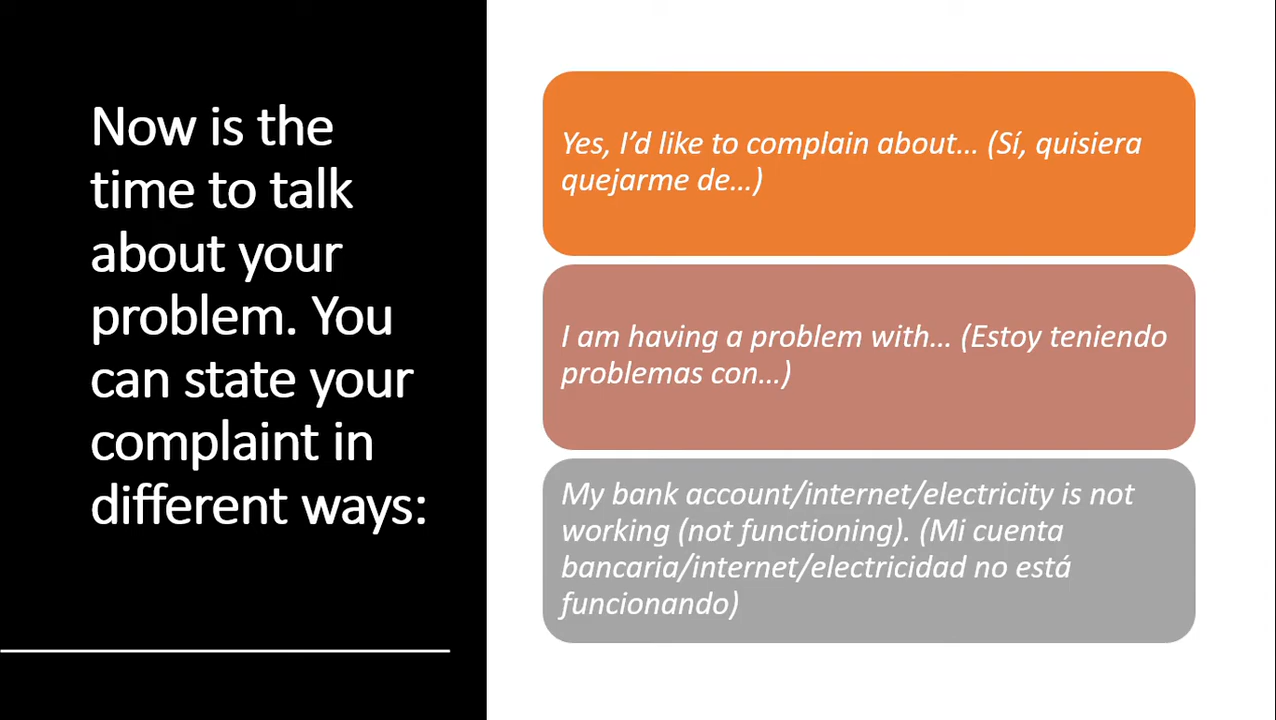 Now is the
time to talk
about your
problem. You
can state your
complaint in
different ways:
Yes, I’d like to complain about… (Sí, quisiera
quejarme de…)
I am having a problem with… (Estoy teniendo
problemas con…)
My bank account/internet/electricity is not
working (not functioning). (Mi cuenta
bancaria/internet/electricidad no está
funcionando)